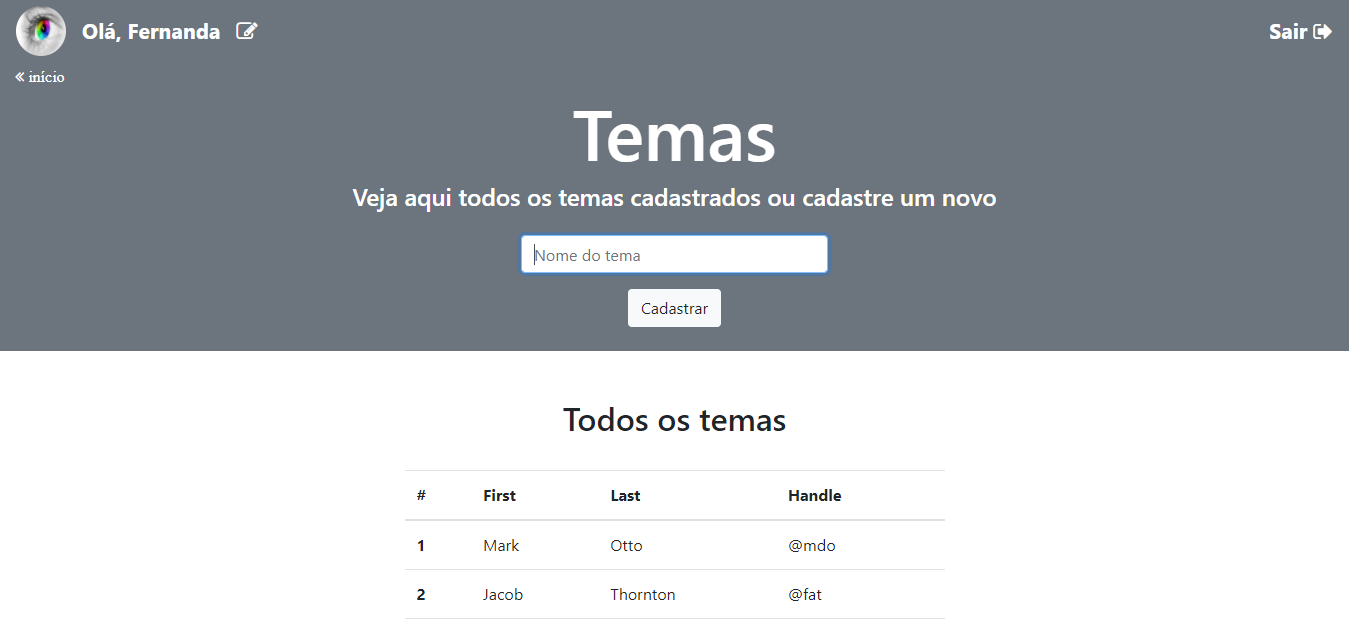 Olá, Fernanda
Sair
« início
Temas
Veja aqui todos os temas cadastrados ou cadastre um novo
Nome do tema
Cadastrar
Todos os temas
# First Last Handle
1 Mark Otto @mdo
2 Jacob Thornton @fat